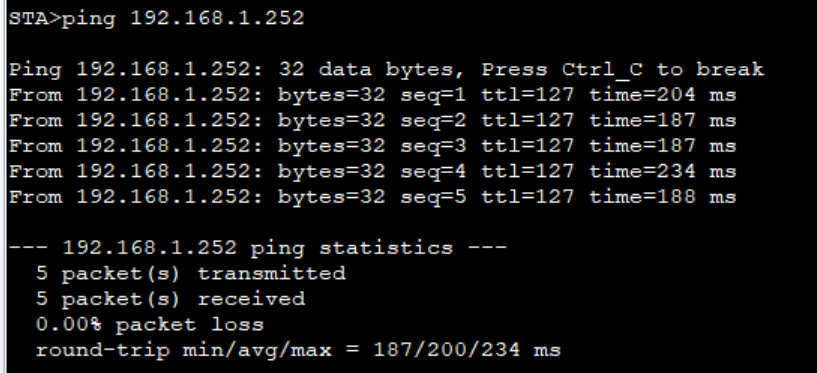 STA>ping 192.168.1.252
Ping 192.168.1.252: 32 data bytes, Press Ctrl_C to break
From 192.168.1.252: bytes=32 seq=1 ttl=127 time=204 ms
From 192.168.1.252: bytes=32 seq=2 ttl=127 time=187 ms
From 192.168.1.252: bytes=32 seq=3 ttl=127 time=187 ms
From 192.168.1.252: bytes=32 seq=4 ttl=127 time=234 ms
From 192.168.1.252: bytes=32 seq=5 ttl=127 time=188 ms
--- 192.168.1.252 ping statistics ---
5 packet(s) transmitted
5 packet(s) received
0.00% packet loss
round-trip min/avg/max = 187/200/234 ms